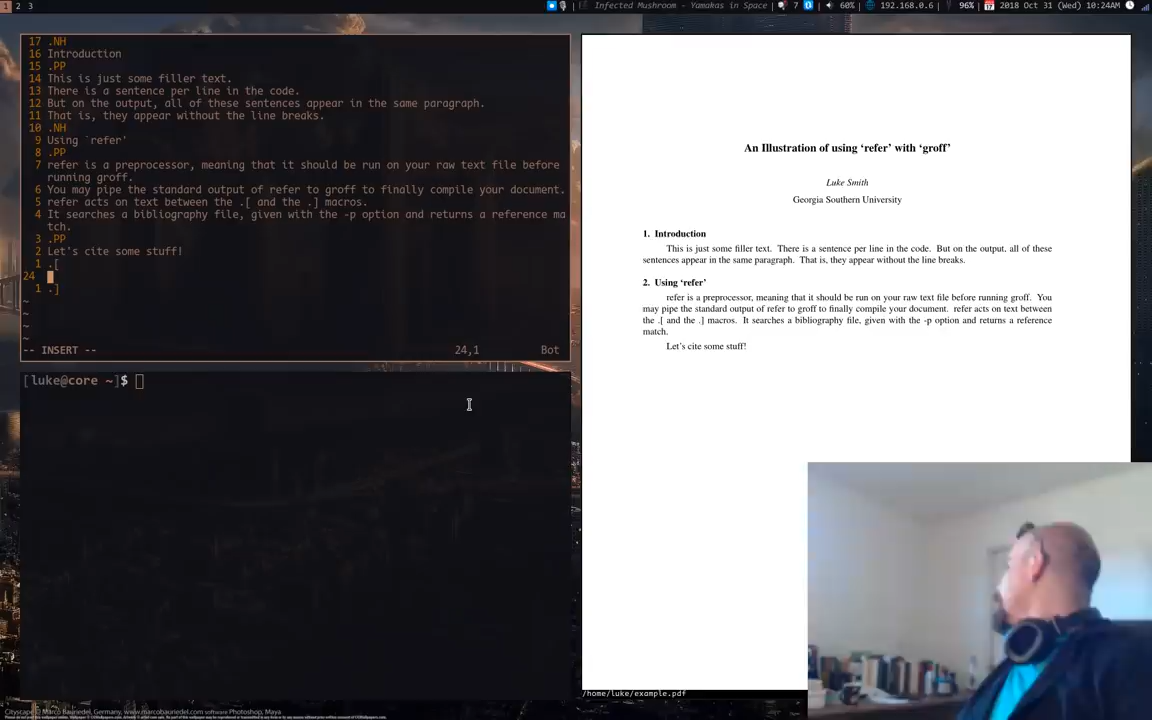 1 2 3
Infected Mushroom - Yamakas in Space 7 60% 192.168.0.6 96% 2018 Oct 31 (Wed) 10:24AM
17 .NH
16 Introduction
15 .PP
14 This is just some filler text.
13 There is a sentence per line in the code.
12 But on the output, all of these sentences appear in the same paragraph.
11 That is, they appear without the line breaks.
10 .NH
9 Using `refer'
8 .PP
7 refer is a preprocessor, meaning that it should be run on your raw text file before
running groff.
6 You may pipe the standard output of refer to groff to finally compile your document.
5 refer acts on text between the .[ and the .] macros.
4 It searches a bibliography file, given with the -p option and returns a reference ma
tch.
3 .PP
2 Let's cite some stuff!
1 .[
24
1 .]
~
~
~
~
-- INSERT -- 24,1 Bot
[luke@core ~]$
An Illustration of using ‘refer’ with ‘groff’
Luke Smith
Georgia Southern University
1. Introduction
This is just some filler text. There is a sentence per line in the code. But on the output, all of these
sentences appear in the same paragraph. That is, they appear without the line breaks.
2. Using ‘refer’
refer is a preprocessor, meaning that it should be run on your raw text file before running groff. You
may pipe the standard output of refer to groff to finally compile your document. refer acts on text between
the .[ and the .] macros. It searches a bibliography file, given with the -p option and returns a reference
match.
Let’s cite some stuff!
/home/luke/example.pdf
Cityscape © Marco Bauriedel, Germany, www.marcobauriedel.com software Photoshop, Maya